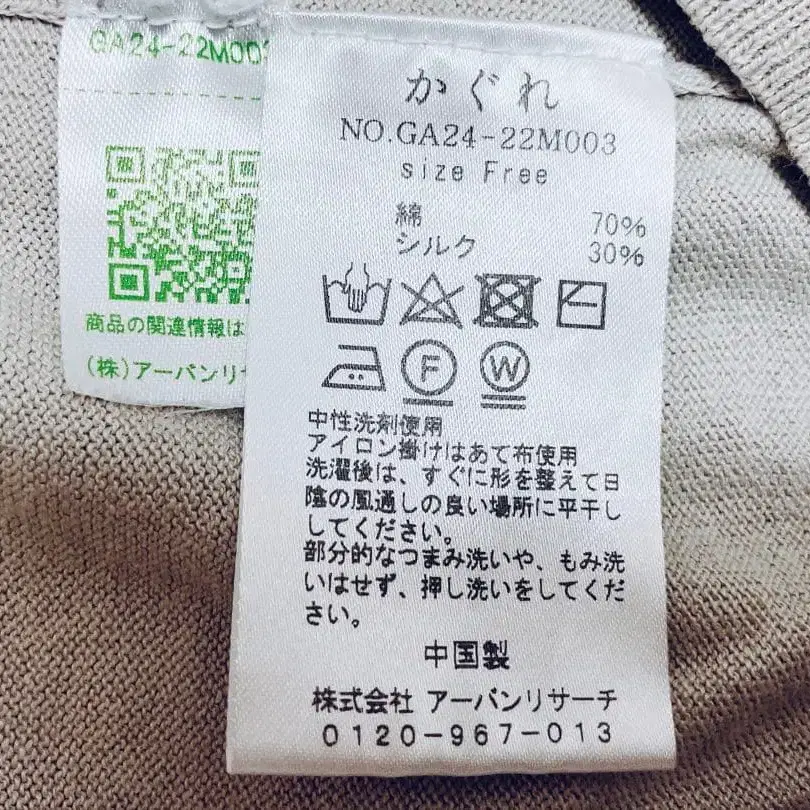 GA24-22M003
商品の関連情報は
(株)アーバンリサ
かぐれ
NO.GA24-22M003
size Free
綿 70%
シルク 30%
F
W
中性洗剤使用
アイロン掛けはあて布使用
洗濯後は、すぐに形を整えて日
陰の風通しの良い場所に平干し
してください。
部分的なつまみ洗いや、もみ洗
いはせず、押し洗いをしてくだ
さい。
中国製
株式会社 アーバンリサーチ
0120-967-013